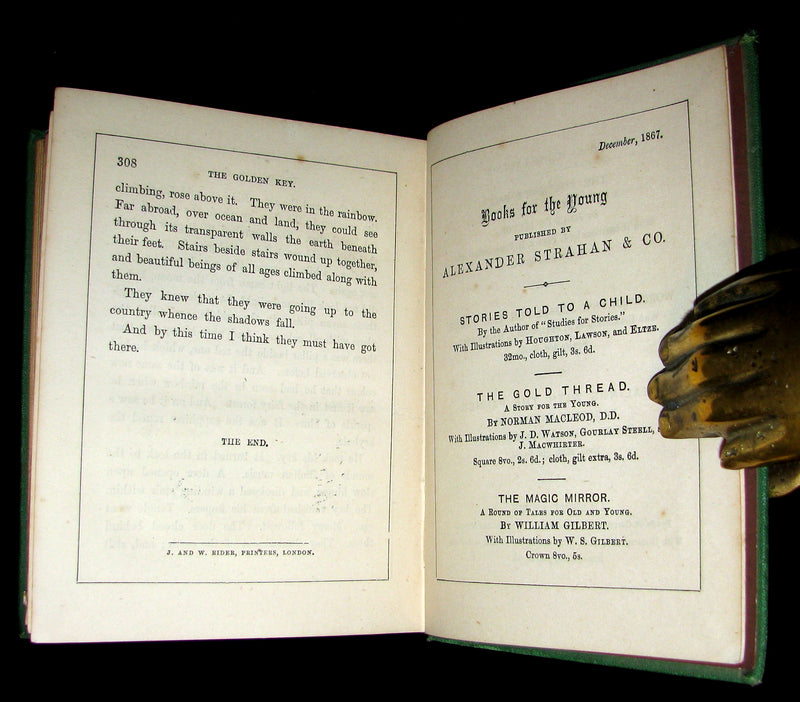 308
THE GOLDEN KEY.
climbing, rose above it. They were in the rainbow.
Far abroad, over ocean and land, they could see
through its transparent walls the earth beneath
their feet. Stairs beside stairs wound up together,
and beautiful beings of all ages climbed along with
them.
They knew that they were going up to the
country whence the shadows fall.
And by this time I think they must have got
there.
THE END.
J. AND W. RIDER, PRINTERS, LONDON.
December, 1867.
Books for the Young
PUBLISHED BY
ALEXANDER STRAHAN & CO.
STORIES TOLD TO A CHILD.
By the Author of "Studies for Stories."
With Illustrations by HOUGHTON, LAWSON, and ELTZE.
32mo., cloth, gilt, 3s. 6d.
THE GOLD THREAD.
A STORY FOR THE YOUNG.
BY NORMAN MACLEOD, D.D.
With Illustrations by J. D. WATSON, GOURLAY STEELL,
J. MACWHIRTER.
Square 8vo., 2s. 6d.; cloth, gilt extra, 3s. 6d.
THE MAGIC MIRROR.
A ROUND OF TALES FOR OLD AND YOUNG.
BY WILLIAM GILBERT.
With Illustrations by W. S. GILBERT.
Crown 8vo., 5s.